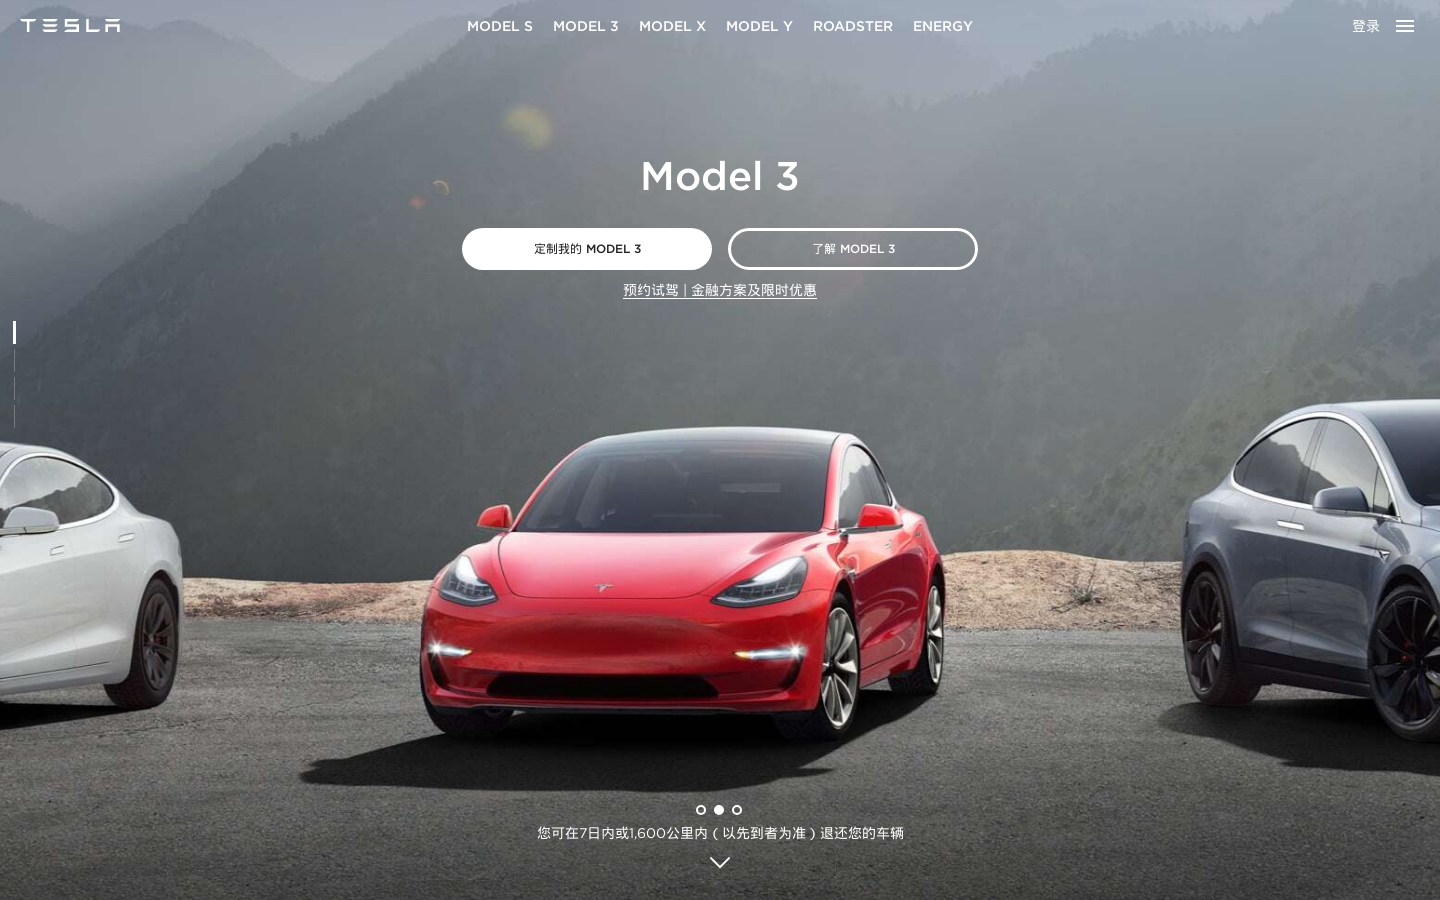 TESLA
MODEL S MODEL 3 MODEL X MODEL Y ROADSTER ENERGY
登录
Model 3
定制我的 MODEL 3
了解 MODEL 3
预约试驾 | 金融方案及限时优惠
您可在7日内或1,600公里内（以先到者为准）退还您的车辆